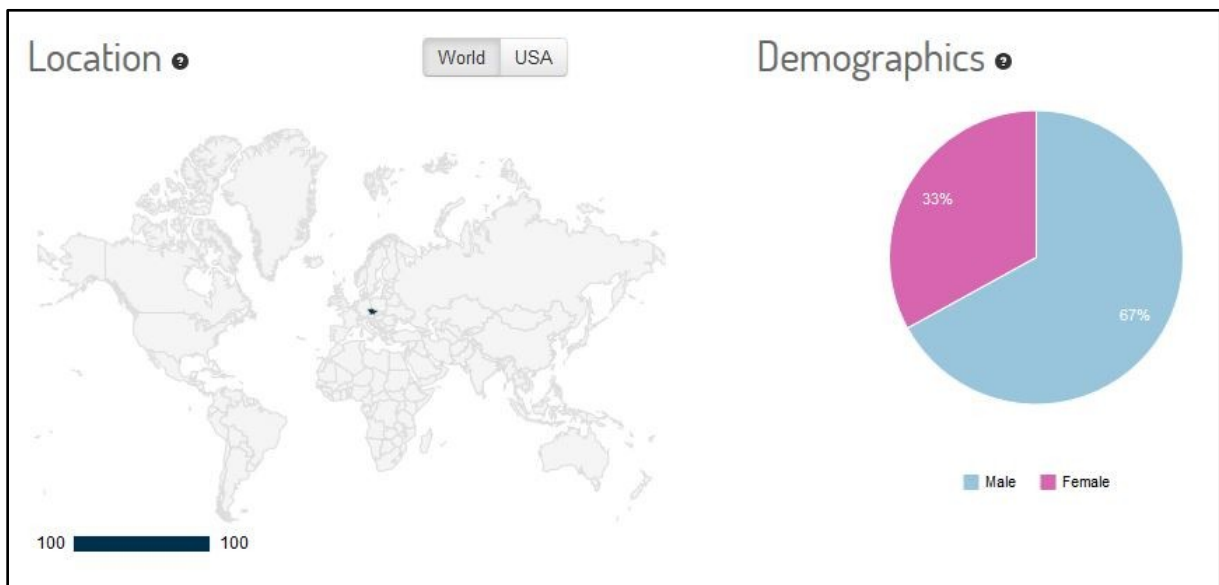 Location ?
World USA
100 100
Demographics ?
33%
67%
Male Female